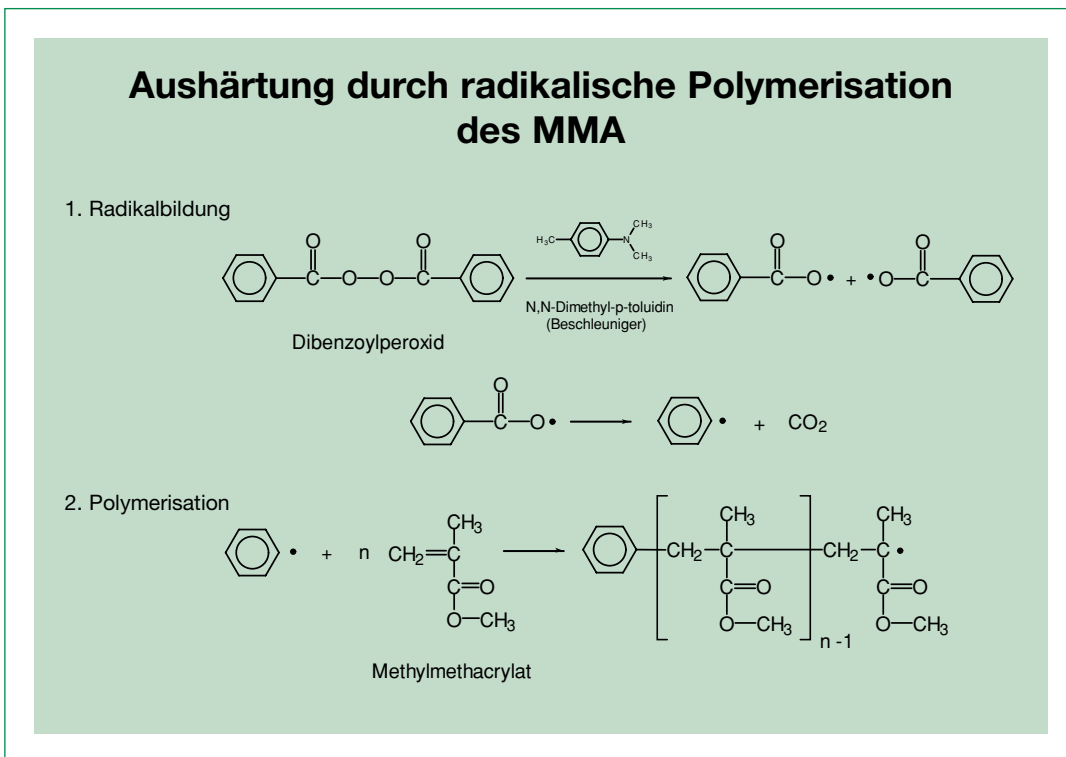 Aushärtung durch radikalische Polymerisation
des MMA
1. Radikalbildung
O O H3C N CH3 CH3 O O
C O O C C O • + • O C
N,N-Dimethyl-p-toluidin
(Beschleuniger)
Dibenzoylperoxid
O
C O • • + CO2
2. Polymerisation
CH3 CH3 CH3
• + n CH2 C CH2 C CH2 C •
C O C O C O
O CH3 O CH3 O CH3
n -1
Methylmethacrylat